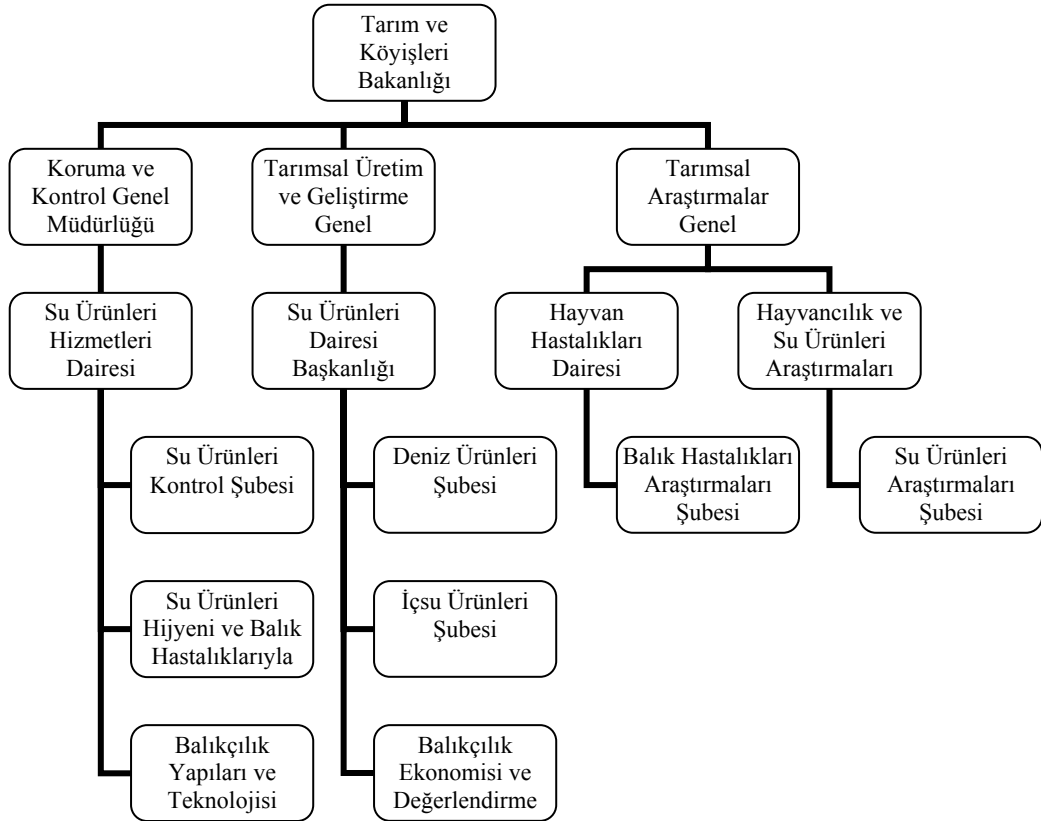 Tarım ve
Köyişleri
Bakanlığı
Koruma ve
Kontrol Genel
Müdürlüğü
Tarımsal Üretim
ve Geliştirme
Genel
Tarımsal
Araştırmalar
Genel
Su Ürünleri
Hizmetleri
Dairesi
Su Ürünleri
Dairesi
Başkanlığı
Hayvan
Hastalıkları
Dairesi
Hayvancılık ve
Su Ürünleri
Araştırmaları
Su Ürünleri
Kontrol Şubesi
Deniz Ürünleri
Şubesi
Balık Hastalıkları
Araştırmaları
Şubesi
Su Ürünleri
Araştırmaları
Şubesi
Su Ürünleri
Hijyeni ve Balık
Hastalıklarıyla
İçsu Ürünleri
Şubesi
Balıkçılık
Yapıları ve
Teknolojisi
Balıkçılık
Ekonomisi ve
Değerlendirme